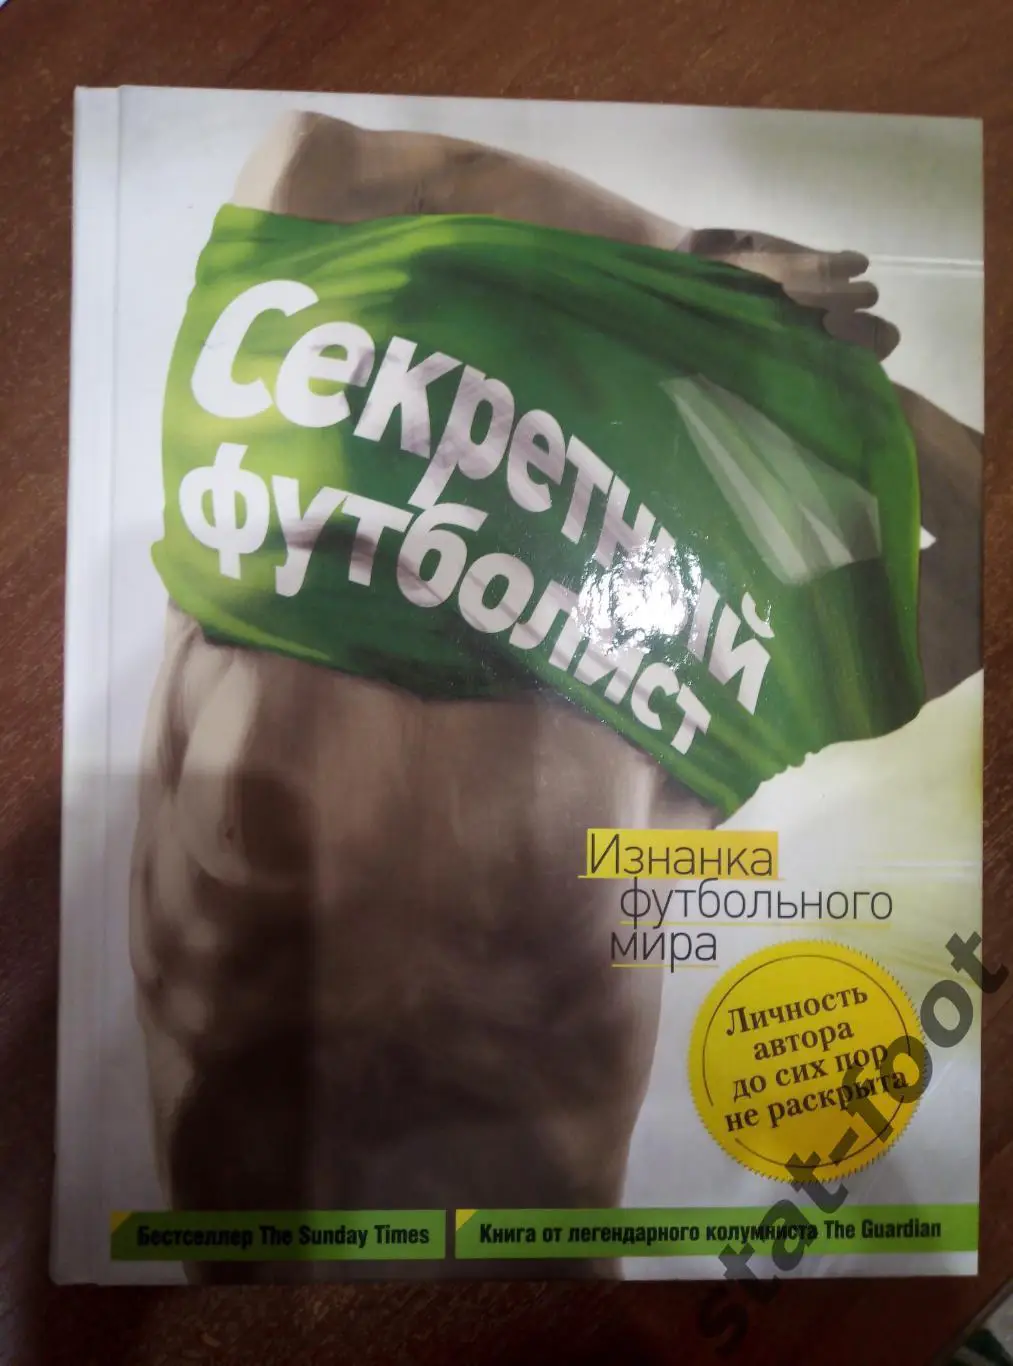 Секретный
футболист
Изнанка
футбольного
мира
Личность
автора
до сих пор
не раскрыта
Бестселлер The Sunday Times
Книга от легендарного колумниста The Guardian
stat-foot